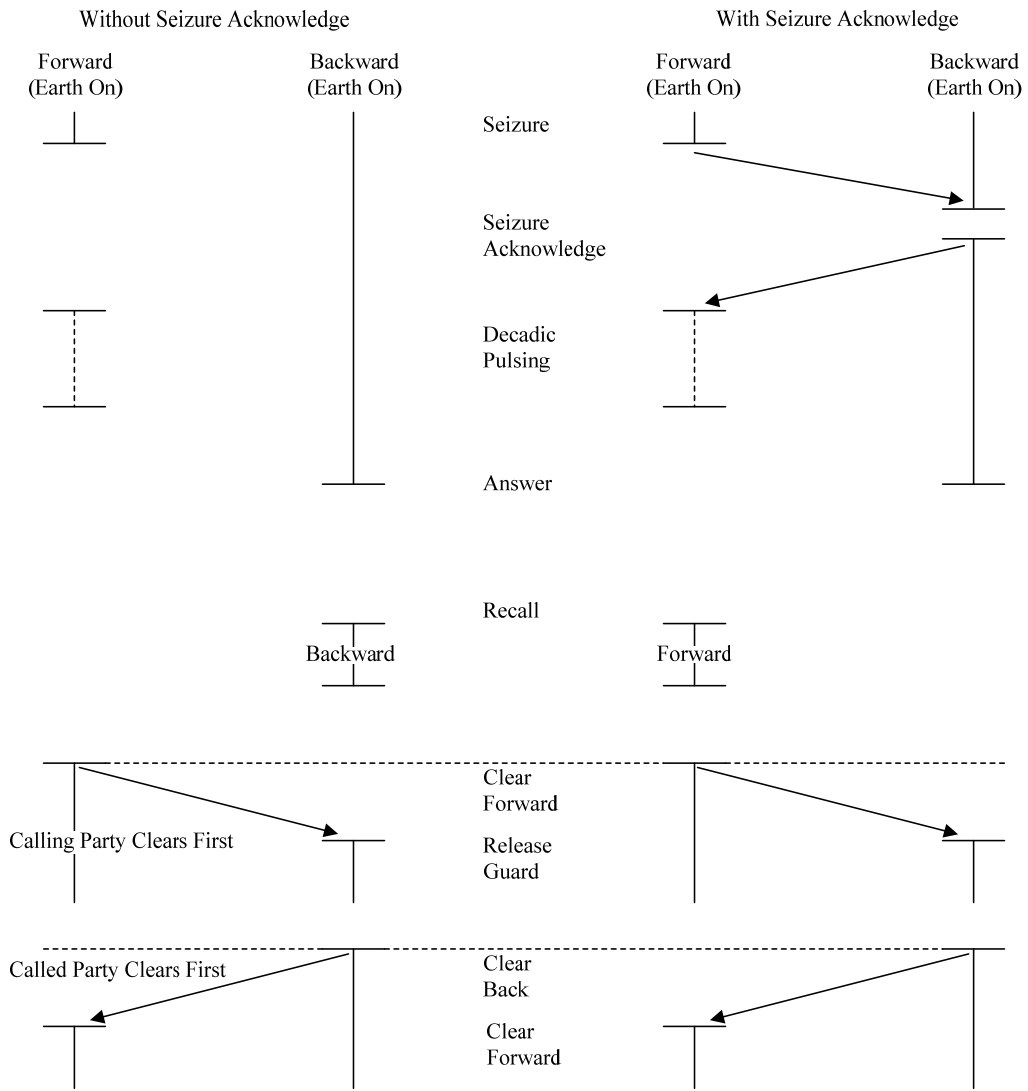 Without Seizure Acknowledge
With Seizure Acknowledge
Forward
(Earth On)
Backward
(Earth On)
Forward
(Earth On)
Backward
(Earth On)
Seizure
Seizure
Acknowledge
Decadic
Pulsing
Answer
Recall
Backward
Forward
Clear
Forward
Calling Party Clears First
Release
Guard
Called Party Clears First
Clear
Back
Clear
Forward